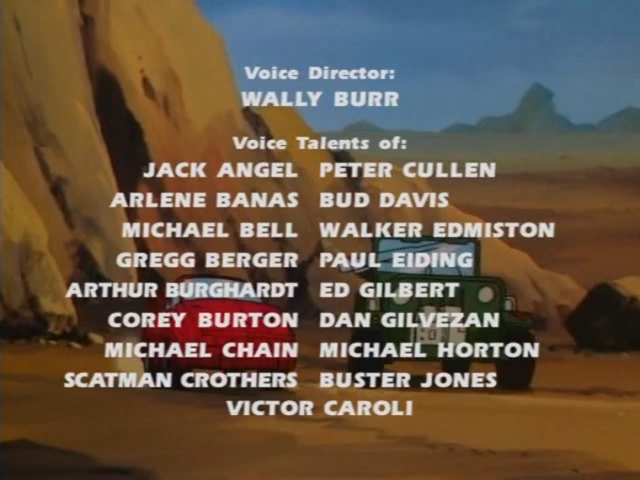 Voice Director:
WALLY BURR
Voice Talents of:
JACK ANGEL PETER CULLEN
ARLENE BANAS BUD DAVIS
MICHAEL BELL WALKER EDMISTON
GREGG BERGER PAUL EIDING
ARTHUR BURGHARDT ED GILBERT
COREY BURTON DAN GILVEZAN
MICHAEL CHAIN MICHAEL HORTON
SCATMAN CROTHERS BUSTER JONES
VICTOR CAROLI